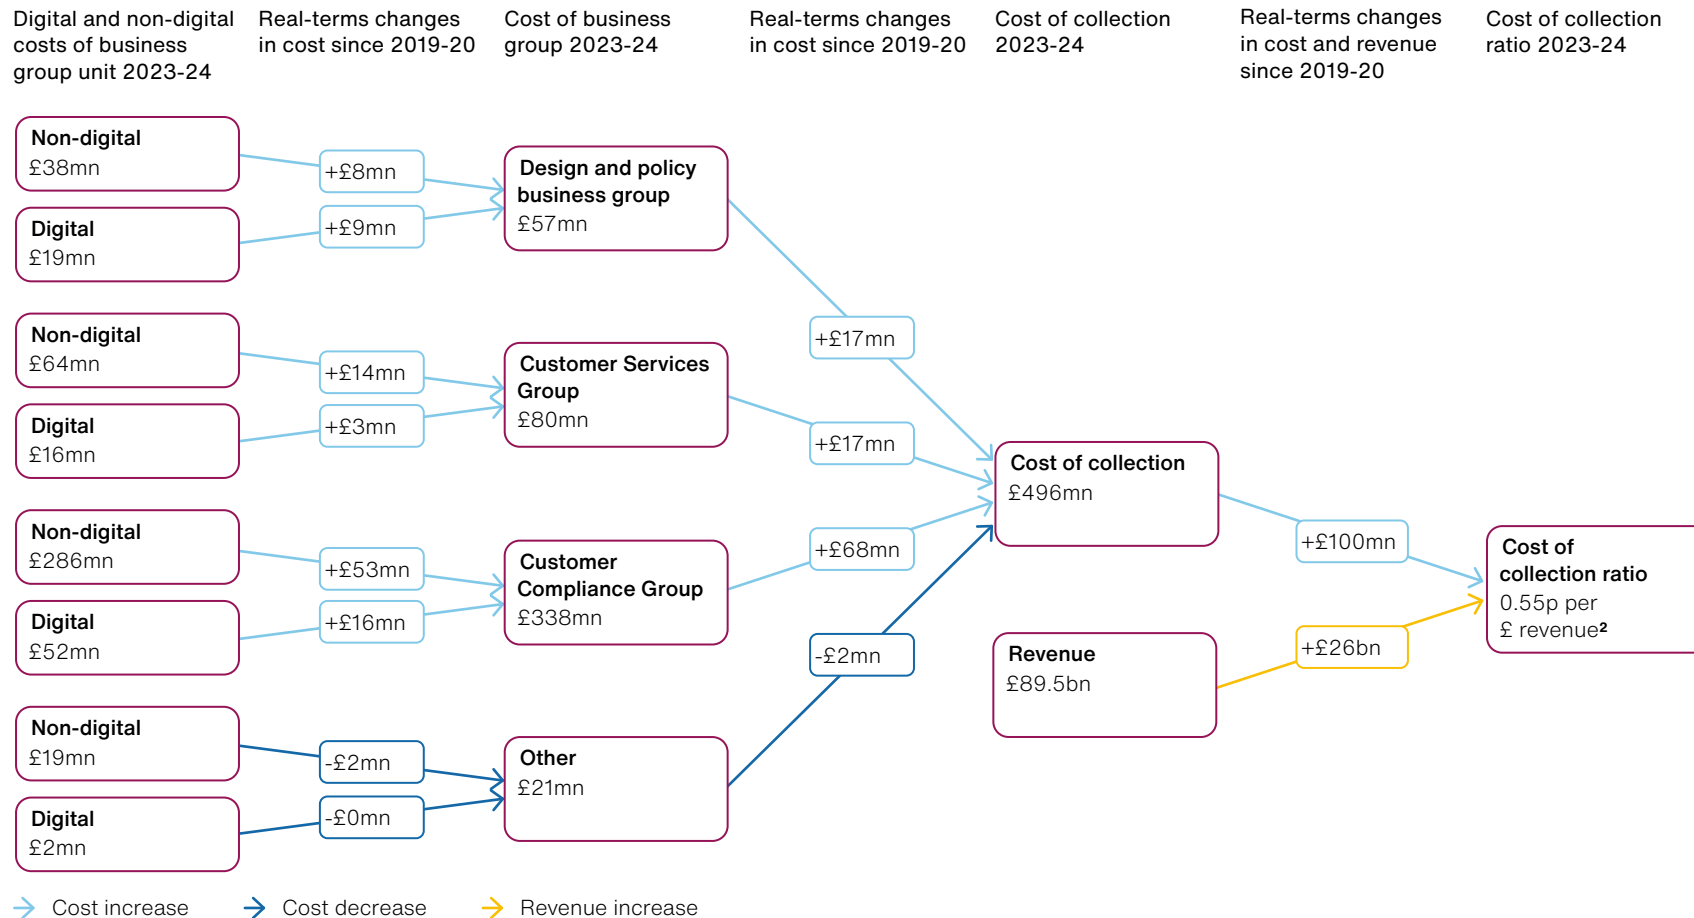 Digital and non-digital
costs of business
group unit 2023-24
Real-terms changes
in cost since 2019-20
Cost of business
group 2023-24
Real-terms changes
in cost since 2019-20
Cost of collection
2023-24
Real-terms changes
in cost and revenue
since 2019-20
Cost of collection
ratio 2023-24
Non-digital
£38mn
+£8mn
Digital
£19mn
+£9mn
Design and policy
business group
£57mn
+£17mn
Non-digital
£64mn
+£14mn
Digital
£16mn
+£3mn
Customer Services
Group
£80mn
+£17mn
Non-digital
£286mn
+£53mn
Digital
£52mn
+£16mn
Customer
Compliance Group
£338mn
+£68mn
Non-digital
£19mn
-£2mn
Digital
£2mn
-£0mn
Other
£21mn
-£2mn
Cost of collection
£496mn
+£100mn
Revenue
£89.5bn
+£26bn
Cost of
collection ratio
0.55p per
£ revenue²
Cost increase
Cost decrease
Revenue increase